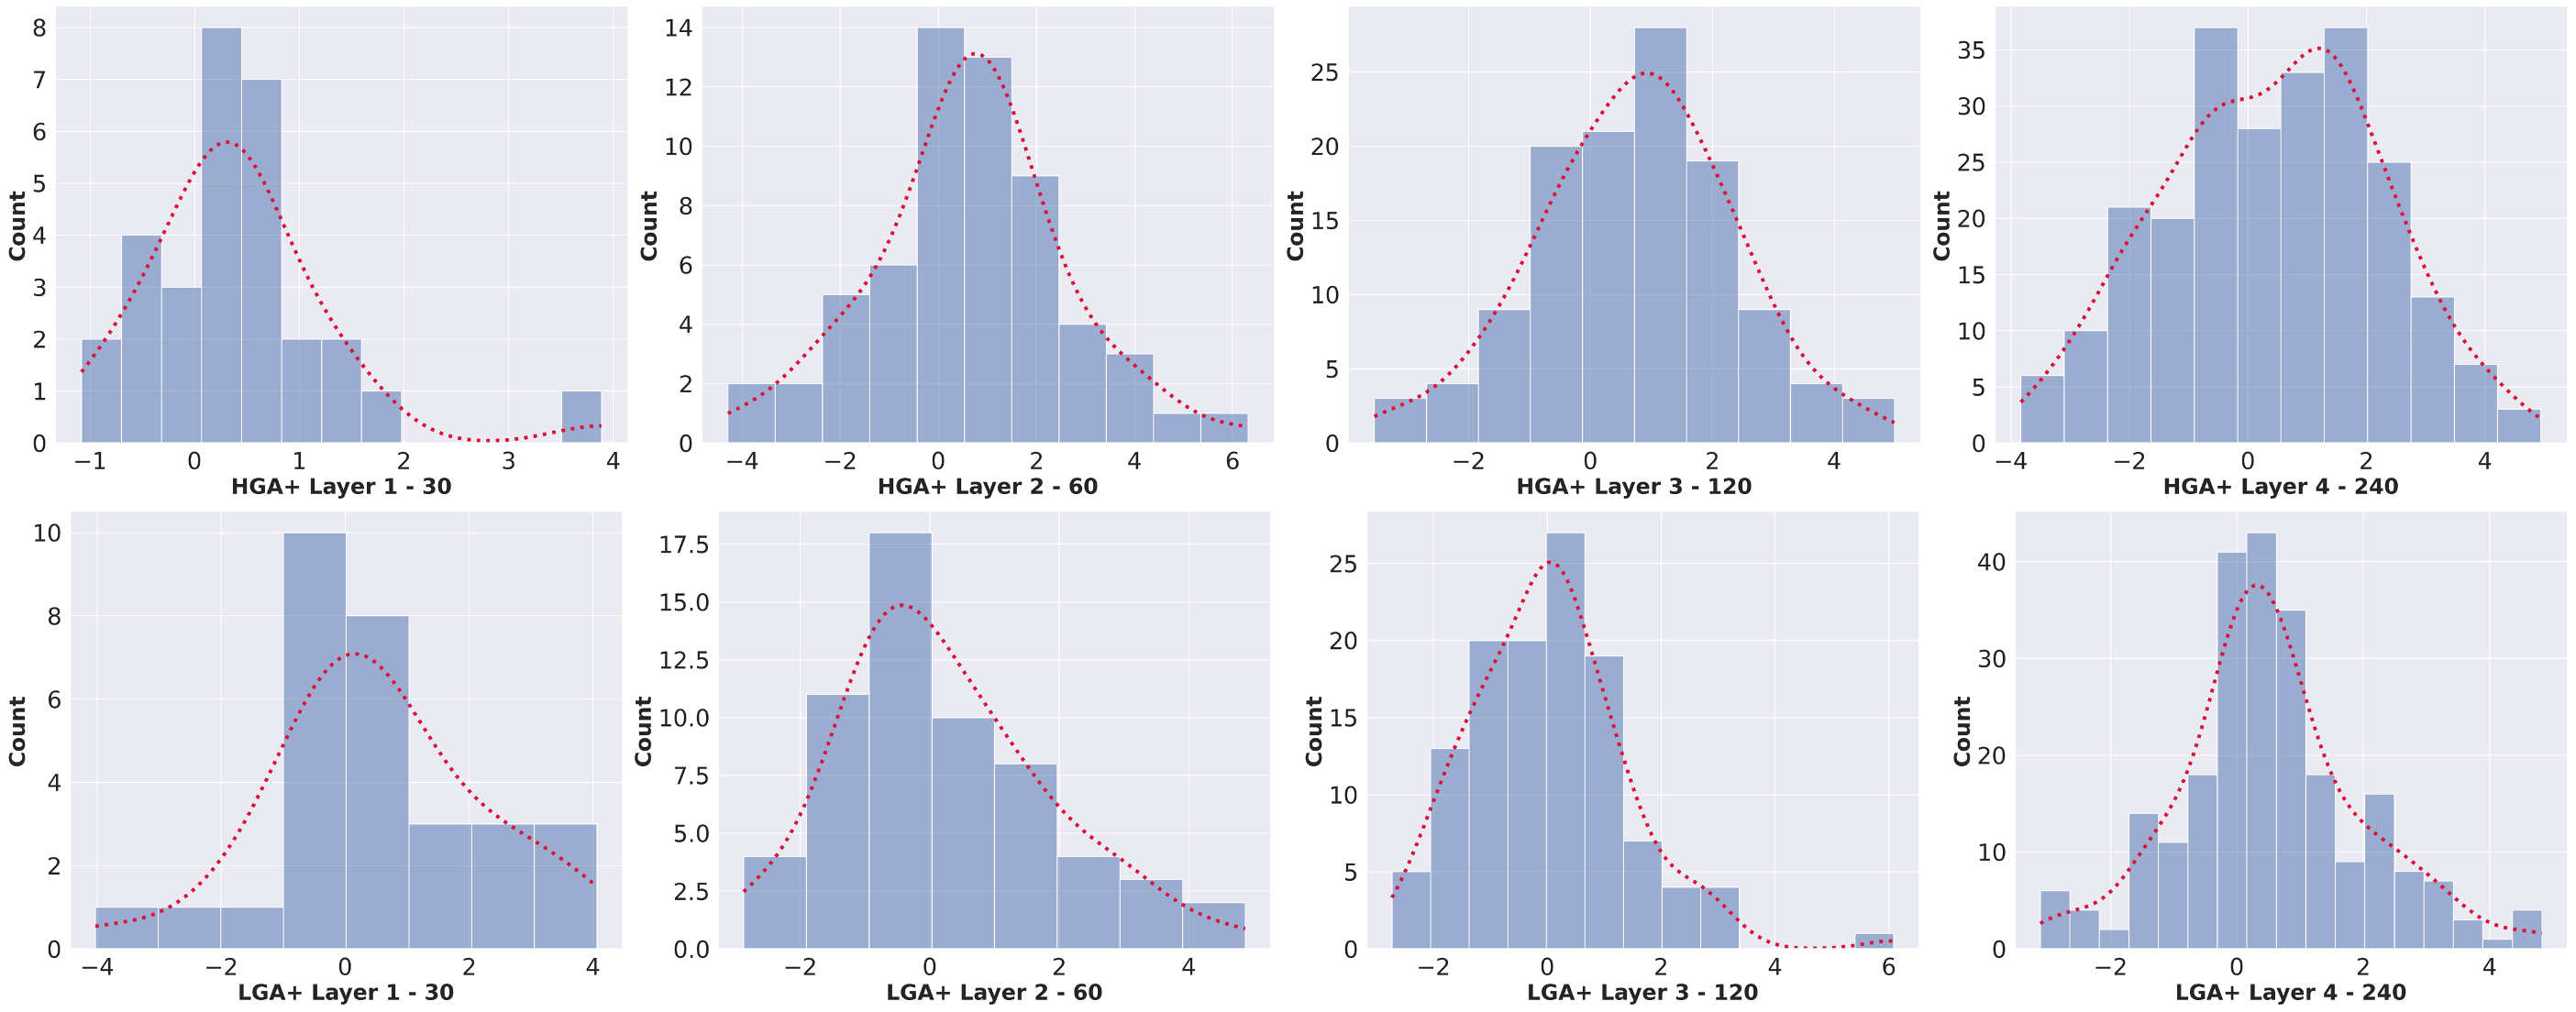 8
7
6
5
4
3
2
1
0
Count
−1 0 1 2 3 4
HGA+ Layer 1 - 30
14
12
10
8
6
4
2
0
Count
−4 −2 0 2 4 6
HGA+ Layer 2 - 60
25
20
15
10
5
0
Count
−2 0 2 4
HGA+ Layer 3 - 120
35
30
25
20
15
10
5
0
Count
−4 −2 0 2 4
HGA+ Layer 4 - 240
10
8
6
4
2
0
Count
−4 −2 0 2 4
LGA+ Layer 1 - 30
17.5
15.0
12.5
10.0
7.5
5.0
2.5
0.0
Count
−2 0 2 4
LGA+ Layer 2 - 60
25
20
15
10
5
0
Count
−2 0 2 4 6
LGA+ Layer 3 - 120
40
30
20
10
0
Count
−2 0 2 4
LGA+ Layer 4 - 240